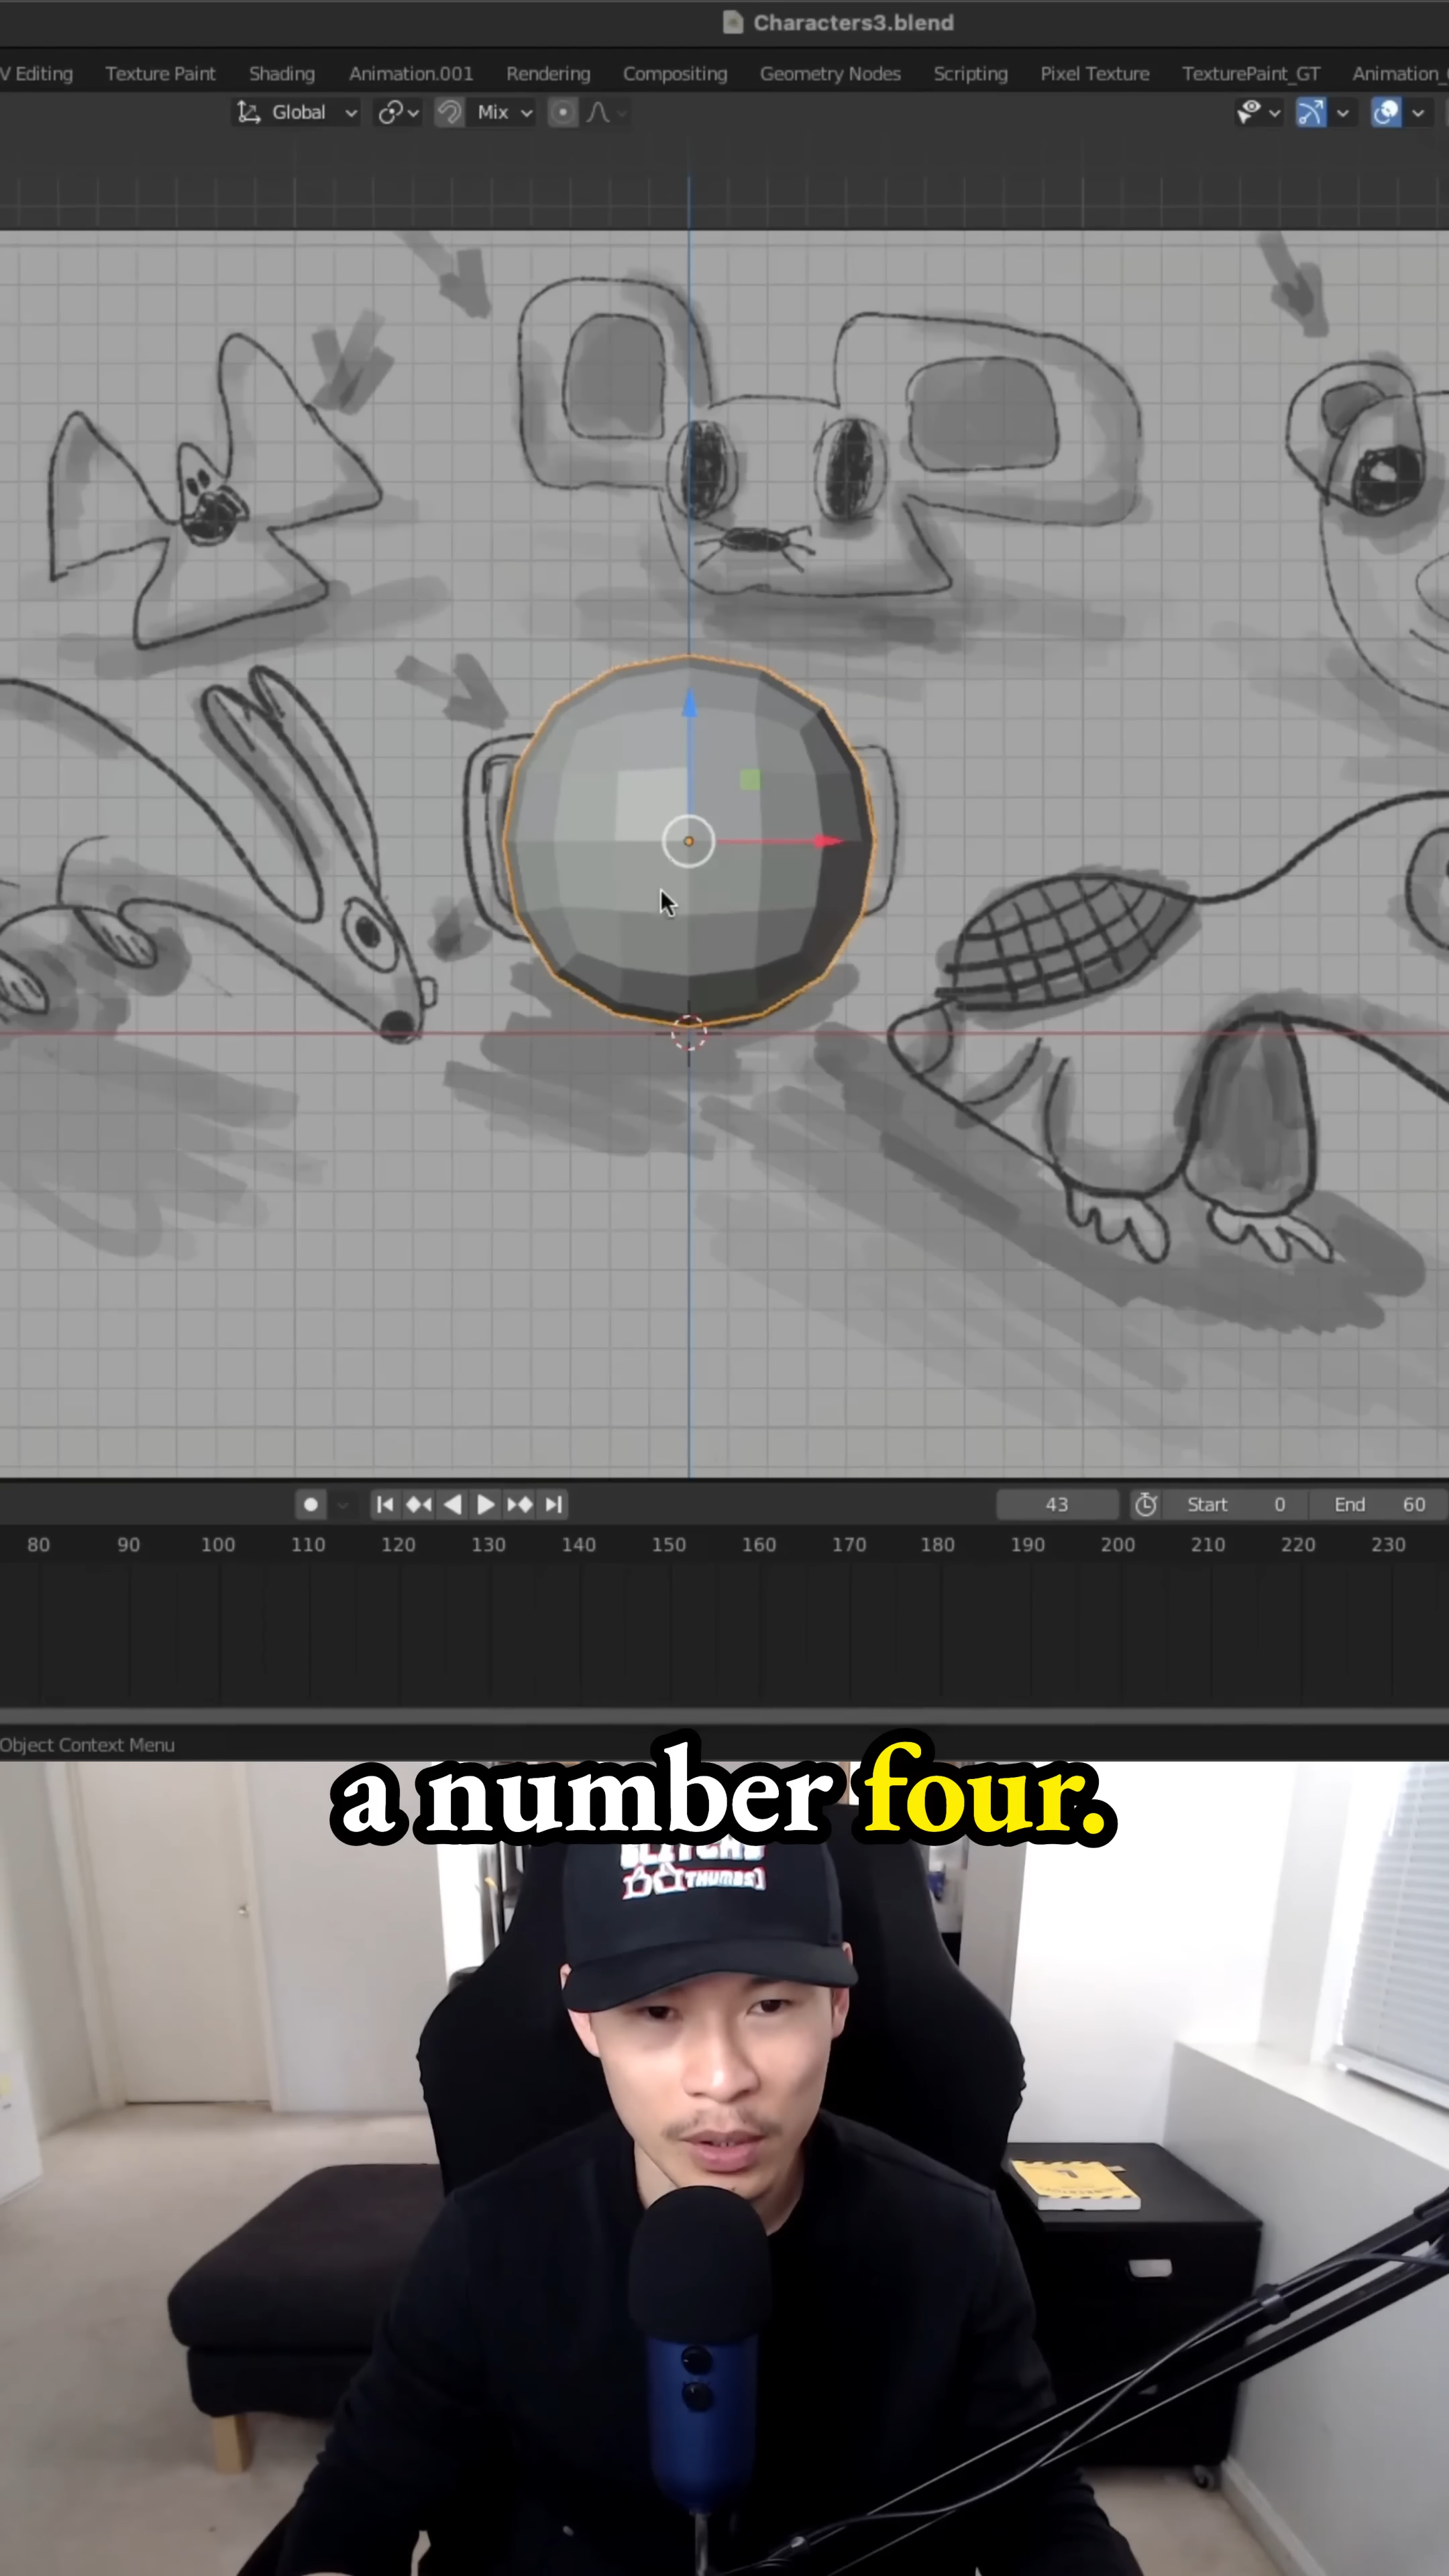 Characters3.blend
V Editing Texture Paint Shading Animation.001 Rendering Compositing Geometry Nodes Scripting Pixel Texture TexturePaint_GT Animation_
Global Mix
43 Start 0 End 60
80 90 100 110 120 130 140 150 160 170 180 190 200 210 220 230
Object Context Menu
a number four.
[THUMBS]